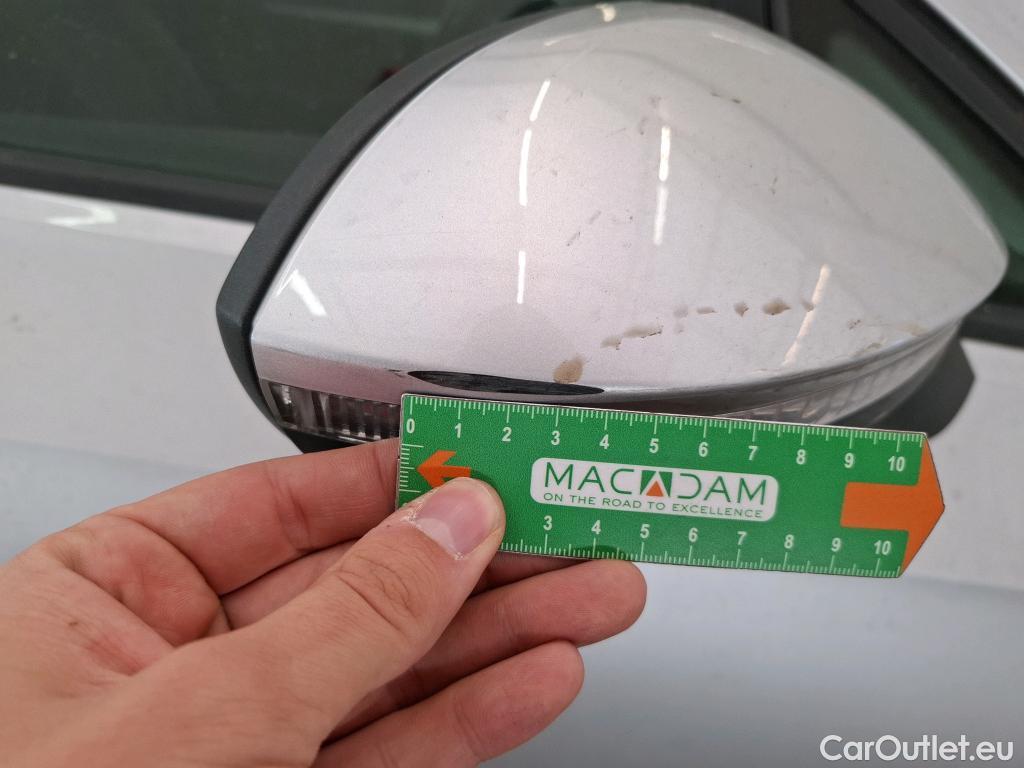 0 1 2 3 4 5 6 7 8 9 10
MACADAM
ON THE ROAD TO EXCELLENCE
3 4 5 6 7 8 9 10
CarOutlet.eu